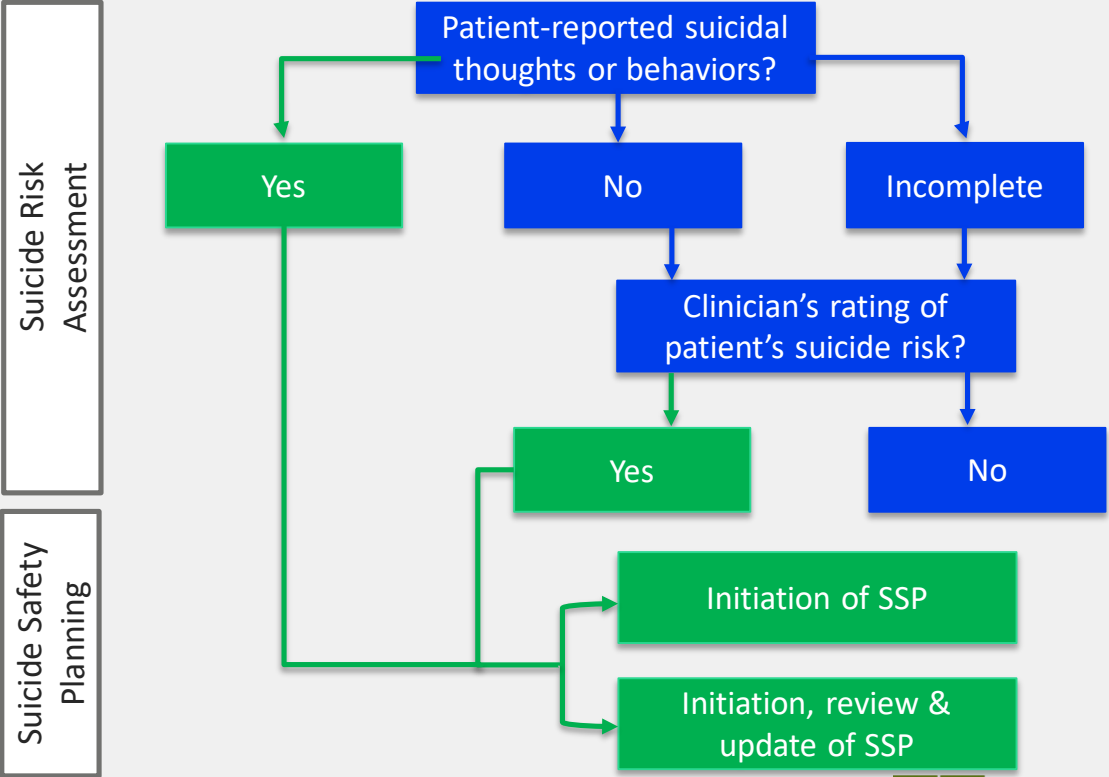 Suicide Risk
Assessment
Patient-reported suicidal
thoughts or behaviors?
Yes
No
Incomplete
Clinician’s rating of
patient’s suicide risk?
Yes
No
Suicide Safety
Planning
Initiation of SSP
Initiation, review &
update of SSP